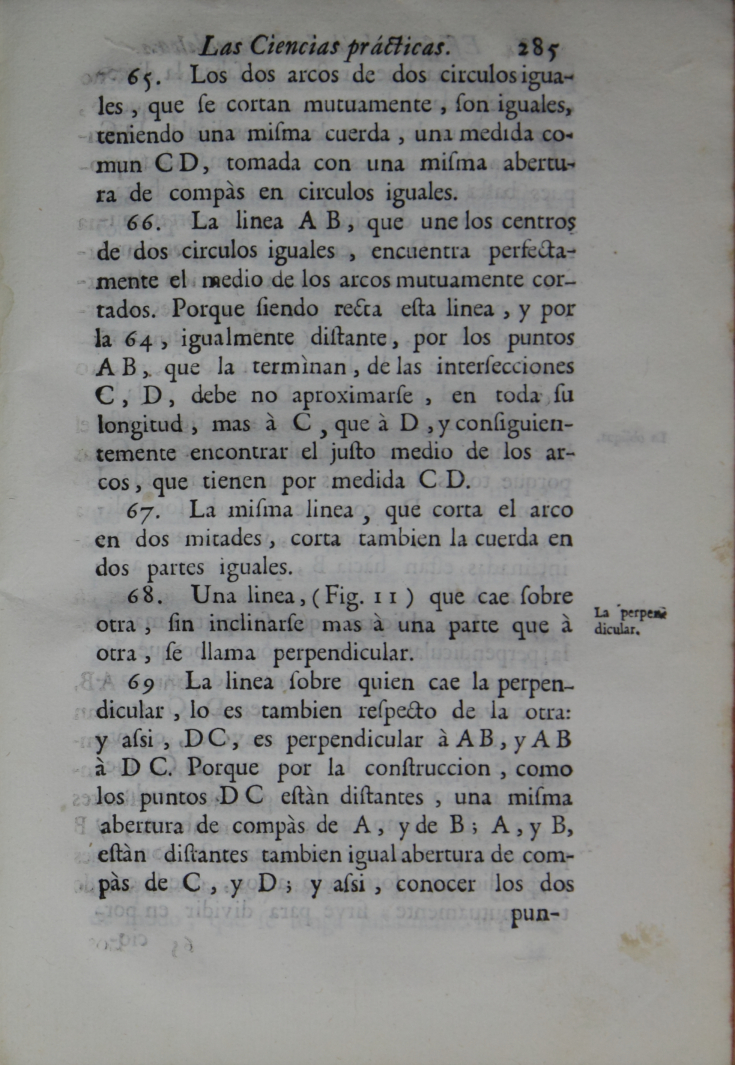 Las Ciencias prácticas. 285
65. Los dos arcos de dos circulos igua-
les , que ſe cortan mutuamente , ſon iguales,
teniendo una miſma cuerda , una medida co-
mun C D, tomada con una miſma abertu-
ra de compàs en circulos iguales.
66. La linea A B, que une los centros
de dos circulos iguales , encuentra perfecta-
mente el medio de los arcos mutuamente cor-
tados. Porque ſiendo recta eſta linea , y por
la 64, igualmente diſtante, por los puntos
A B, que la termìnan, de las interſecciones
C, D, debe no aproximarſe , en toda ſu
longitud , mas à C , que à D , y conſiguien-
temente encontrar el juſto medio de los ar-
cos, que tienen por medida C D.
67. La miſma linea , que corta el arco
en dos mitades, corta tambien la cuerda en
dos partes iguales.
68. Una linea, (Fig. 11) que cae ſobre
otra , ſin inclinarſe mas à una parte que à
otra , ſe llama perpendicular.
La perpen-
dicular.
69 La linea ſobre quien cae la perpen-
dicular , lo es tambien reſpecto de la otra:
y aſsi , DC, es perpendicular à A B, y A B
à D C. Porque por la conſtruccion , como
los puntos D C eſtàn diſtantes , una miſma
abertura de compàs de A , y de B ; A , y B,
eſtàn diſtantes tambien igual abertura de com-
pàs de C , y D ; y aſsi , conocer los dos
pun-